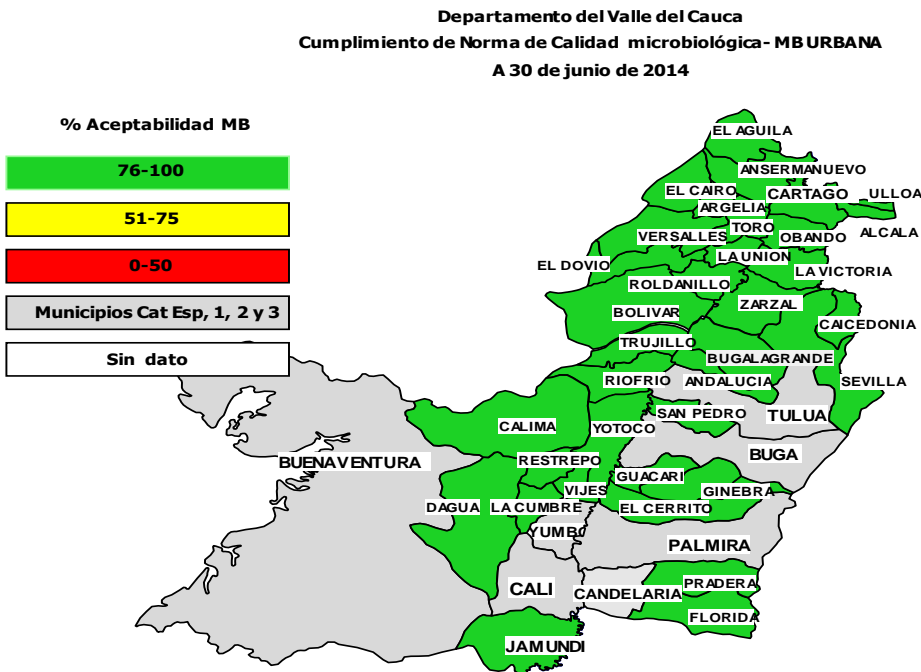 Departamento del Valle del Cauca
Cumplimiento de Norma de Calidad microbiológica- MB URBANA
A 30 de junio de 2014
% Aceptabilidad MB
76-100
51-75
0-50
Municipios Cat Esp, 1, 2 y 3
Sin dato
EL AGUILA
ANSERMANUEVO
EL CAIRO
CARTAGO
ULLOA
ARGELIA
TORO
OBANDO
ALCALA
VERSALLES
LA UNION
EL DOVIO
LA VICTORIA
ROLDANILLO
ZARZAL
BOLIVAR
CAICEDONIA
TRUJILLO
BUGALAGRANDE
RIOFRIO
ANDALUCIA
SEVILLA
SAN PEDRO
TULUA
CALIMA
YOTOCO
BUGA
BUENAVENTURA
RESTREPO
GUACARI
VIJES
GINEBRA
DAGUA
LA CUMBRE
EL CERRITO
YUMBO
PALMIRA
CALI
CANDELARIA
PRADERA
FLORIDA
JAMUNDI